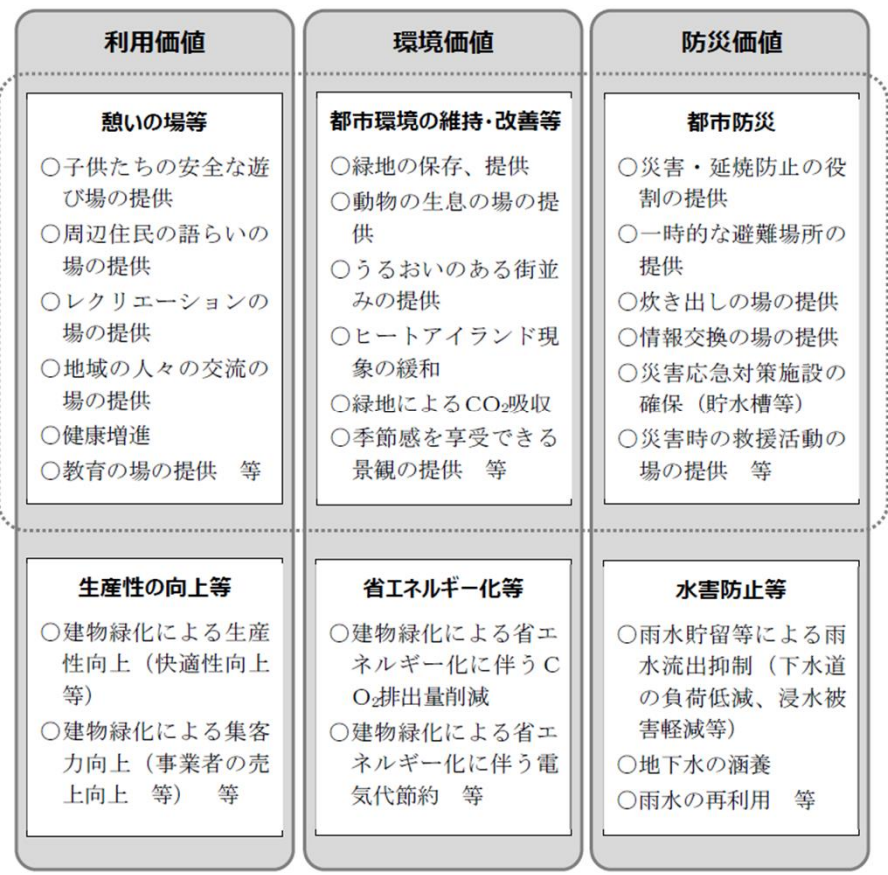 利用価値
憩いの場等
○子供たちの安全な遊
び場の提供
○周辺住民の語らいの
場の提供
○レクリエーションの
場の提供
○地域の人々の交流の
場の提供
○健康増進
○教育の場の提供　等
生産性の向上等
○建物緑化による生産
性向上（快適性向上
等）
○建物緑化による集客
力向上（事業者の売
上向上　等）　等
環境価値
都市環境の維持・改善等
○緑地の保存、提供
○動物の生息の場の提
供
○うるおいのある街並
みの提供
○ヒートアイランド現
象の緩和
○緑地によるCO₂吸収
○季節感を享受できる
景観の提供　等
省エネルギー化等
○建物緑化による省エ
ネルギー化に伴うC
O₂排出量削減
○建物緑化による省エ
ネルギー化に伴う電
気代節約　等
防災価値
都市防災
○災害・延焼防止の役
割の提供
○一時的な避難場所の
提供
○炊き出しの場の提供
○情報交換の場の提供
○災害応急対策施設の
確保（貯水槽等）
○災害時の救援活動の
場の提供　等
水害防止等
○雨水貯留等による雨
水流出抑制（下水道
の負荷低減、浸水被
害軽減等）
○地下水の涵養
○雨水の再利用　等